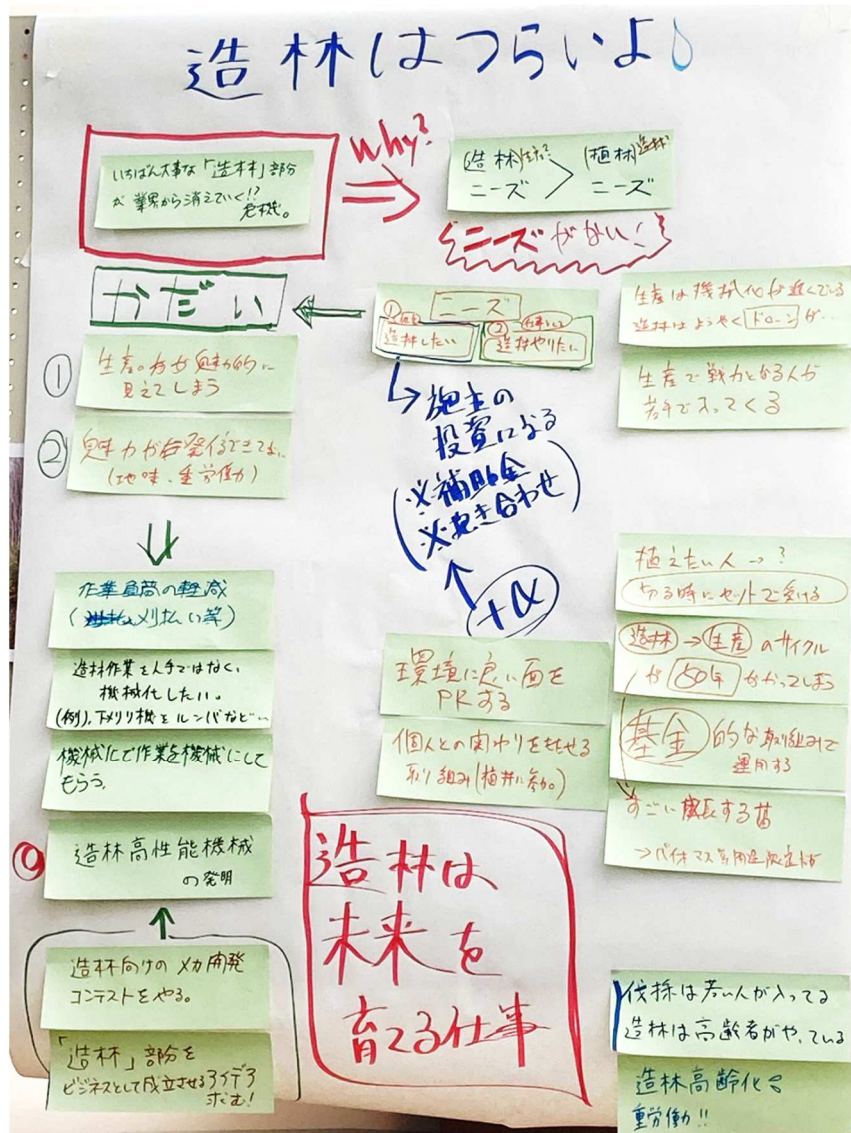 造林はつらいよ
いちばん大事な「造林」部分
が業界から消えていく!?
危機。
Why?
(造林)
ニーズ
>
(植林)
ニーズ
ニーズがない!
かだい
ニーズ
①
造林したい
②
造林やりたい
生産は機械化が進んでいる
造林はようやくドローンが…
生産で戦力となる人が
若手で入ってくる
①
生産の方が魅力的に
見えてしまう
②
魅力が
(地味、重労働)
施主の
投資になる
(※補助金
※抱き合わせ)
+α
作業負荷の軽減
(刈払い等)
造林作業を人手ではなく、
機械化したい。
(例)、下刈り機をルンバなど
機械化で作業を機械にして
もらう。
造林高性能機械
の発明
造林向けのメカ開発
コンテストをやる。
「造林」部分を
ビジネスとして成立させるアイデア
求む!
環境に良い面を
PRする
個人との関わりをもたせる
取り組み(植林に参加。)
植えたい人→?
切る時にセットで受ける
造林→生産のサイクル
が50年かかってしまう
基金的な取り組みで
運用する
すごい成長する苗
→バイオマス等用途限定だが
造林は
未来を
育てる仕事
伐採は若い人が入ってる
造林は高齢者がやっている
造林高齢化
重労働!!